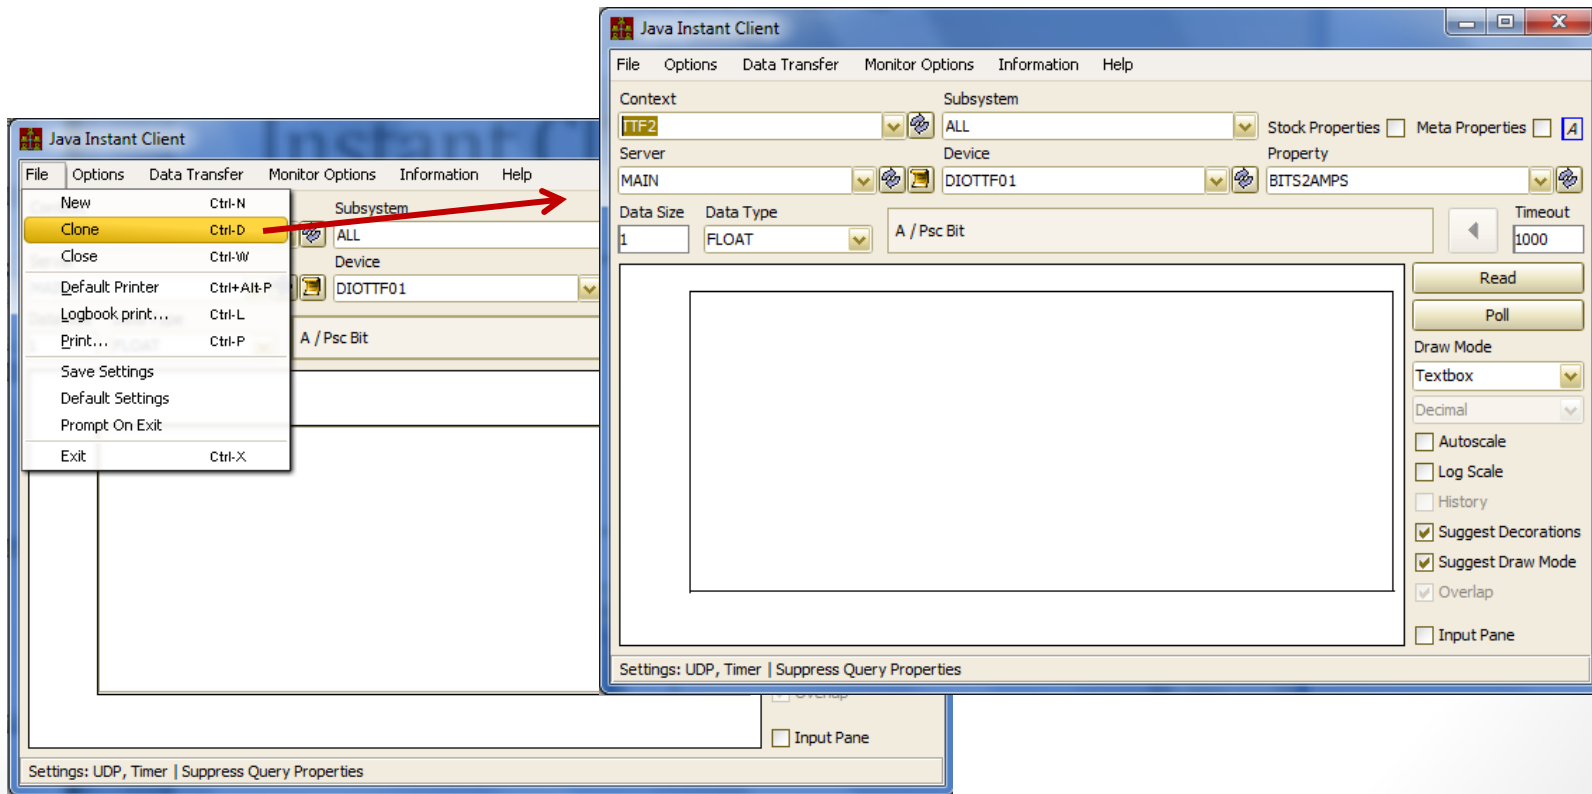 Java Instant Client
File Options Data Transfer Monitor Options Information Help
Context Subsystem
TTF2 ALL Stock Properties Meta Properties A
Server Device Property
MAIN DIOTTF01 BITS2AMPS
Data Size Data Type Timeout
1 FLOAT A / Psc Bit 1000
Read
Poll
Draw Mode
Textbox
Decimal
Autoscale
Log Scale
History
Suggest Decorations
Suggest Draw Mode
Overlap
Input Pane
Settings: UDP, Timer | Suppress Query Properties
Java Instant Client
File Options Data Transfer Monitor Options Information Help
New Ctrl-N
Clone Ctrl-D
Close Ctrl-W
Default Printer Ctrl+Alt-P
Logbook print... Ctrl-L
Print... Ctrl-P
Save Settings
Default Settings
Prompt On Exit
Exit Ctrl-X
Subsystem
ALL
Device
DIOTTF01
A / Psc Bit
FLOAT
Overlap
Input Pane
Settings: UDP, Timer | Suppress Query Properties